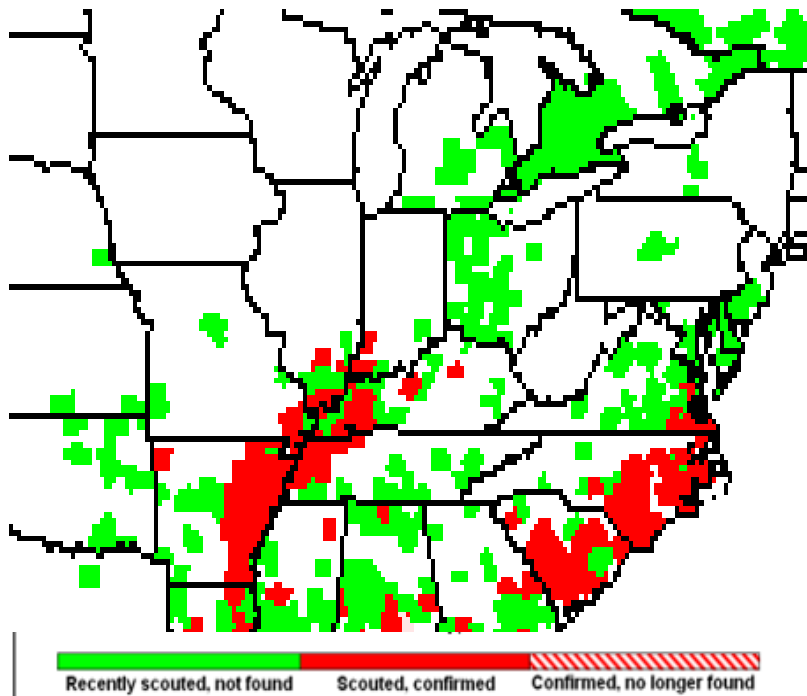 Recently scouted, not found
Scouted, confirmed
Confirmed, no longer found